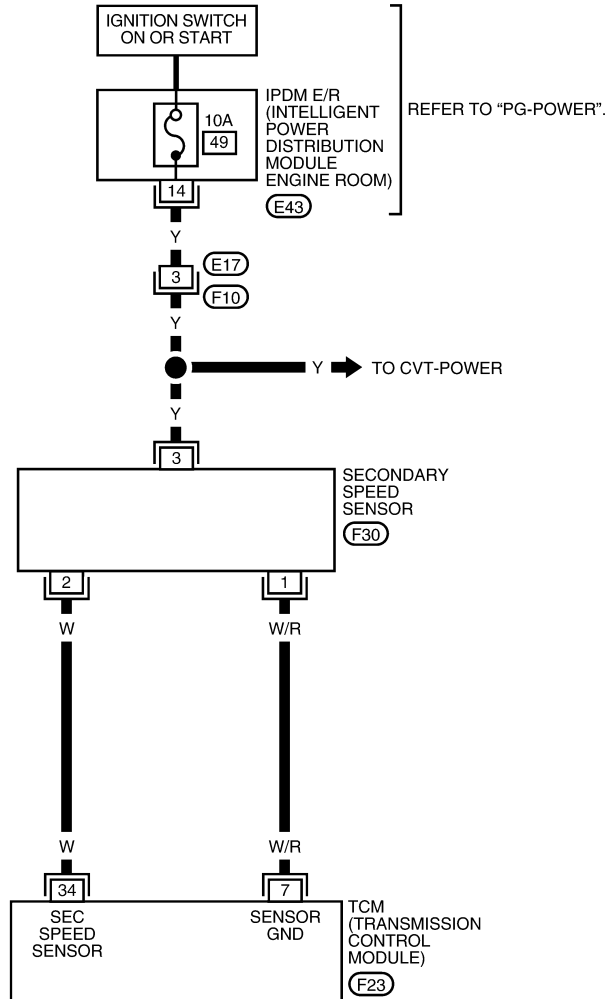 IGNITION SWITCH
ON OR START
IPDM E/R
(INTELLIGENT
POWER
DISTRIBUTION
MODULE
ENGINE ROOM)
E43
REFER TO “PG-POWER”.
10A
49
14
Y
3
E17
F10
Y
Y
TO CVT-POWER
Y
3
SECONDARY
SPEED
SENSOR
F30
2
1
W
W/R
W
W/R
34
7
SEC
SPEED
SENSOR
SENSOR
GND
TCM
(TRANSMISSION
CONTROL
MODULE)
F23